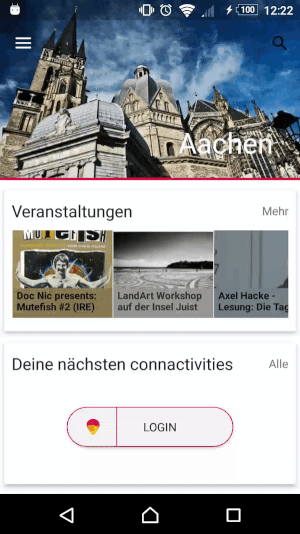 100 12:22
Aachen
Veranstaltungen
Mehr
MUTEFISH
Doc Nic presents:
Mutefish #2 (IRE)
LandArt Workshop
auf der Insel Juist
Axel Hacke -
Lesung: Die Tag
Deine nächsten connactivities
Alle
LOGIN